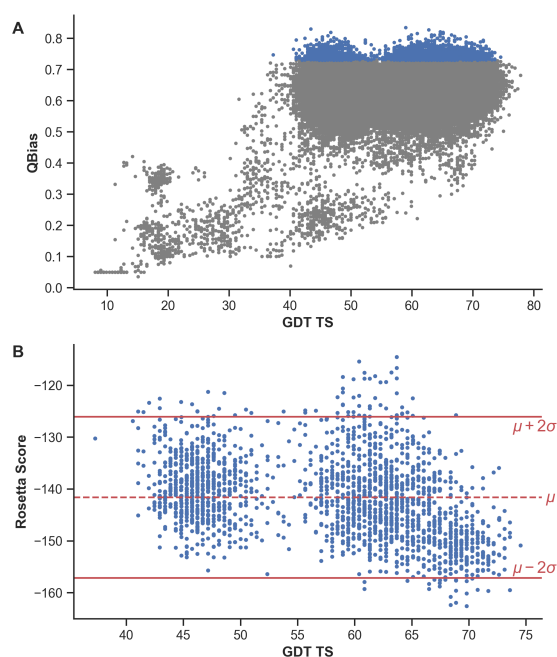 A
0.8
0.7
0.6
0.5
0.4
0.3
0.2
0.1
0.0
QBias
10 20 30 40 50 60 70 80
GDT TS
B
−120
−130
−140
−150
−160
Rosetta Score
μ + 2σ
μ
μ − 2σ
40 45 50 55 60 65 70 75
GDT TS